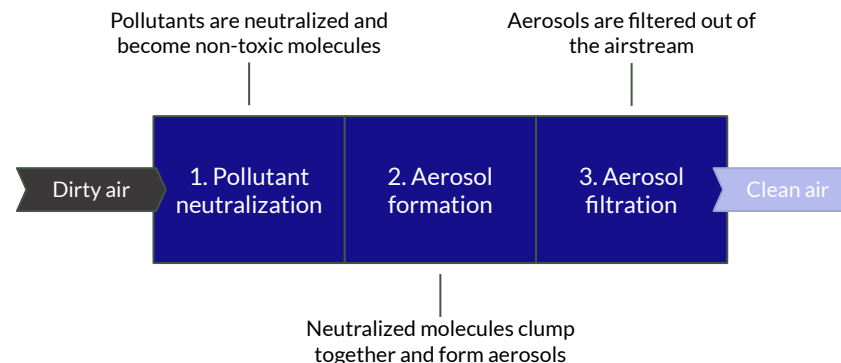 Pollutants are neutralized and
become non-toxic molecules
Aerosols are filtered out of
the airstream
Dirty air
1. Pollutant
neutralization
2. Aerosol
formation
3. Aerosol
filtration
Clean air
Neutralized molecules clump
together and form aerosols